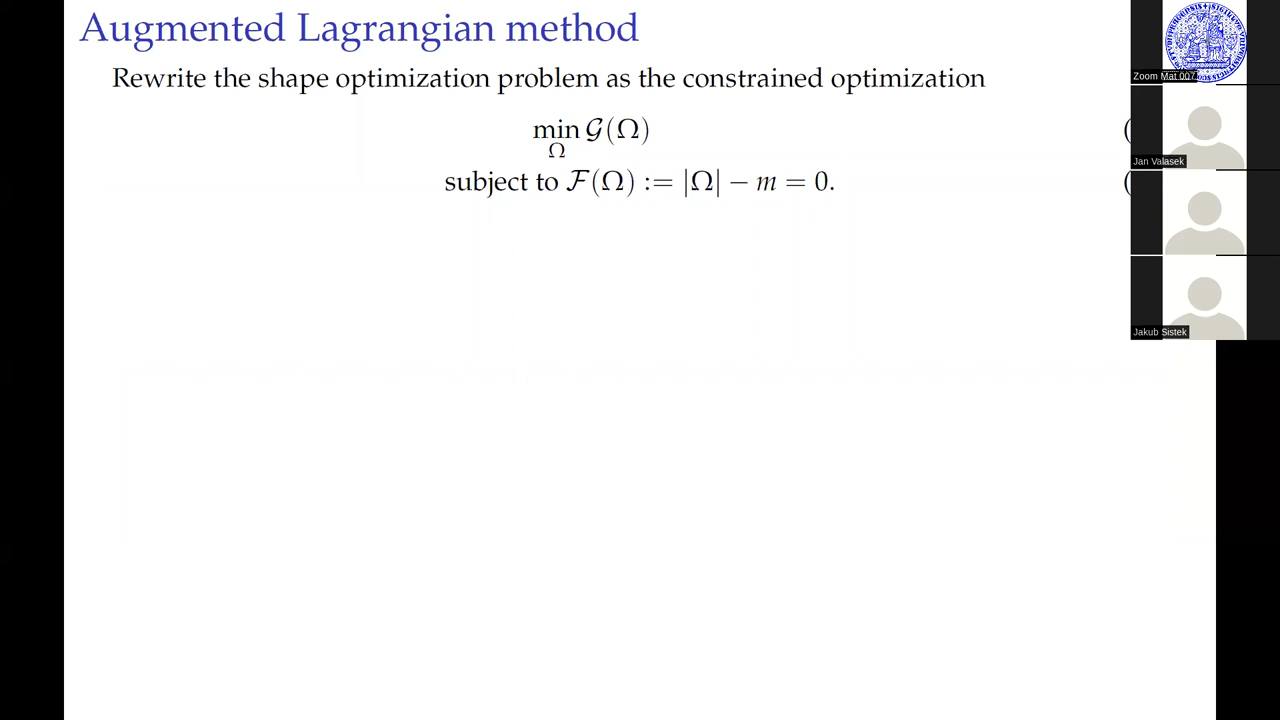 Augmented Lagrangian method
Rewrite the shape optimization problem as the constrained optimization
min G(Ω) (
Ω
subject to F(Ω) := |Ω| − m = 0. (
Zoom Mat 007
Jan Valasek
Jakub Sistek